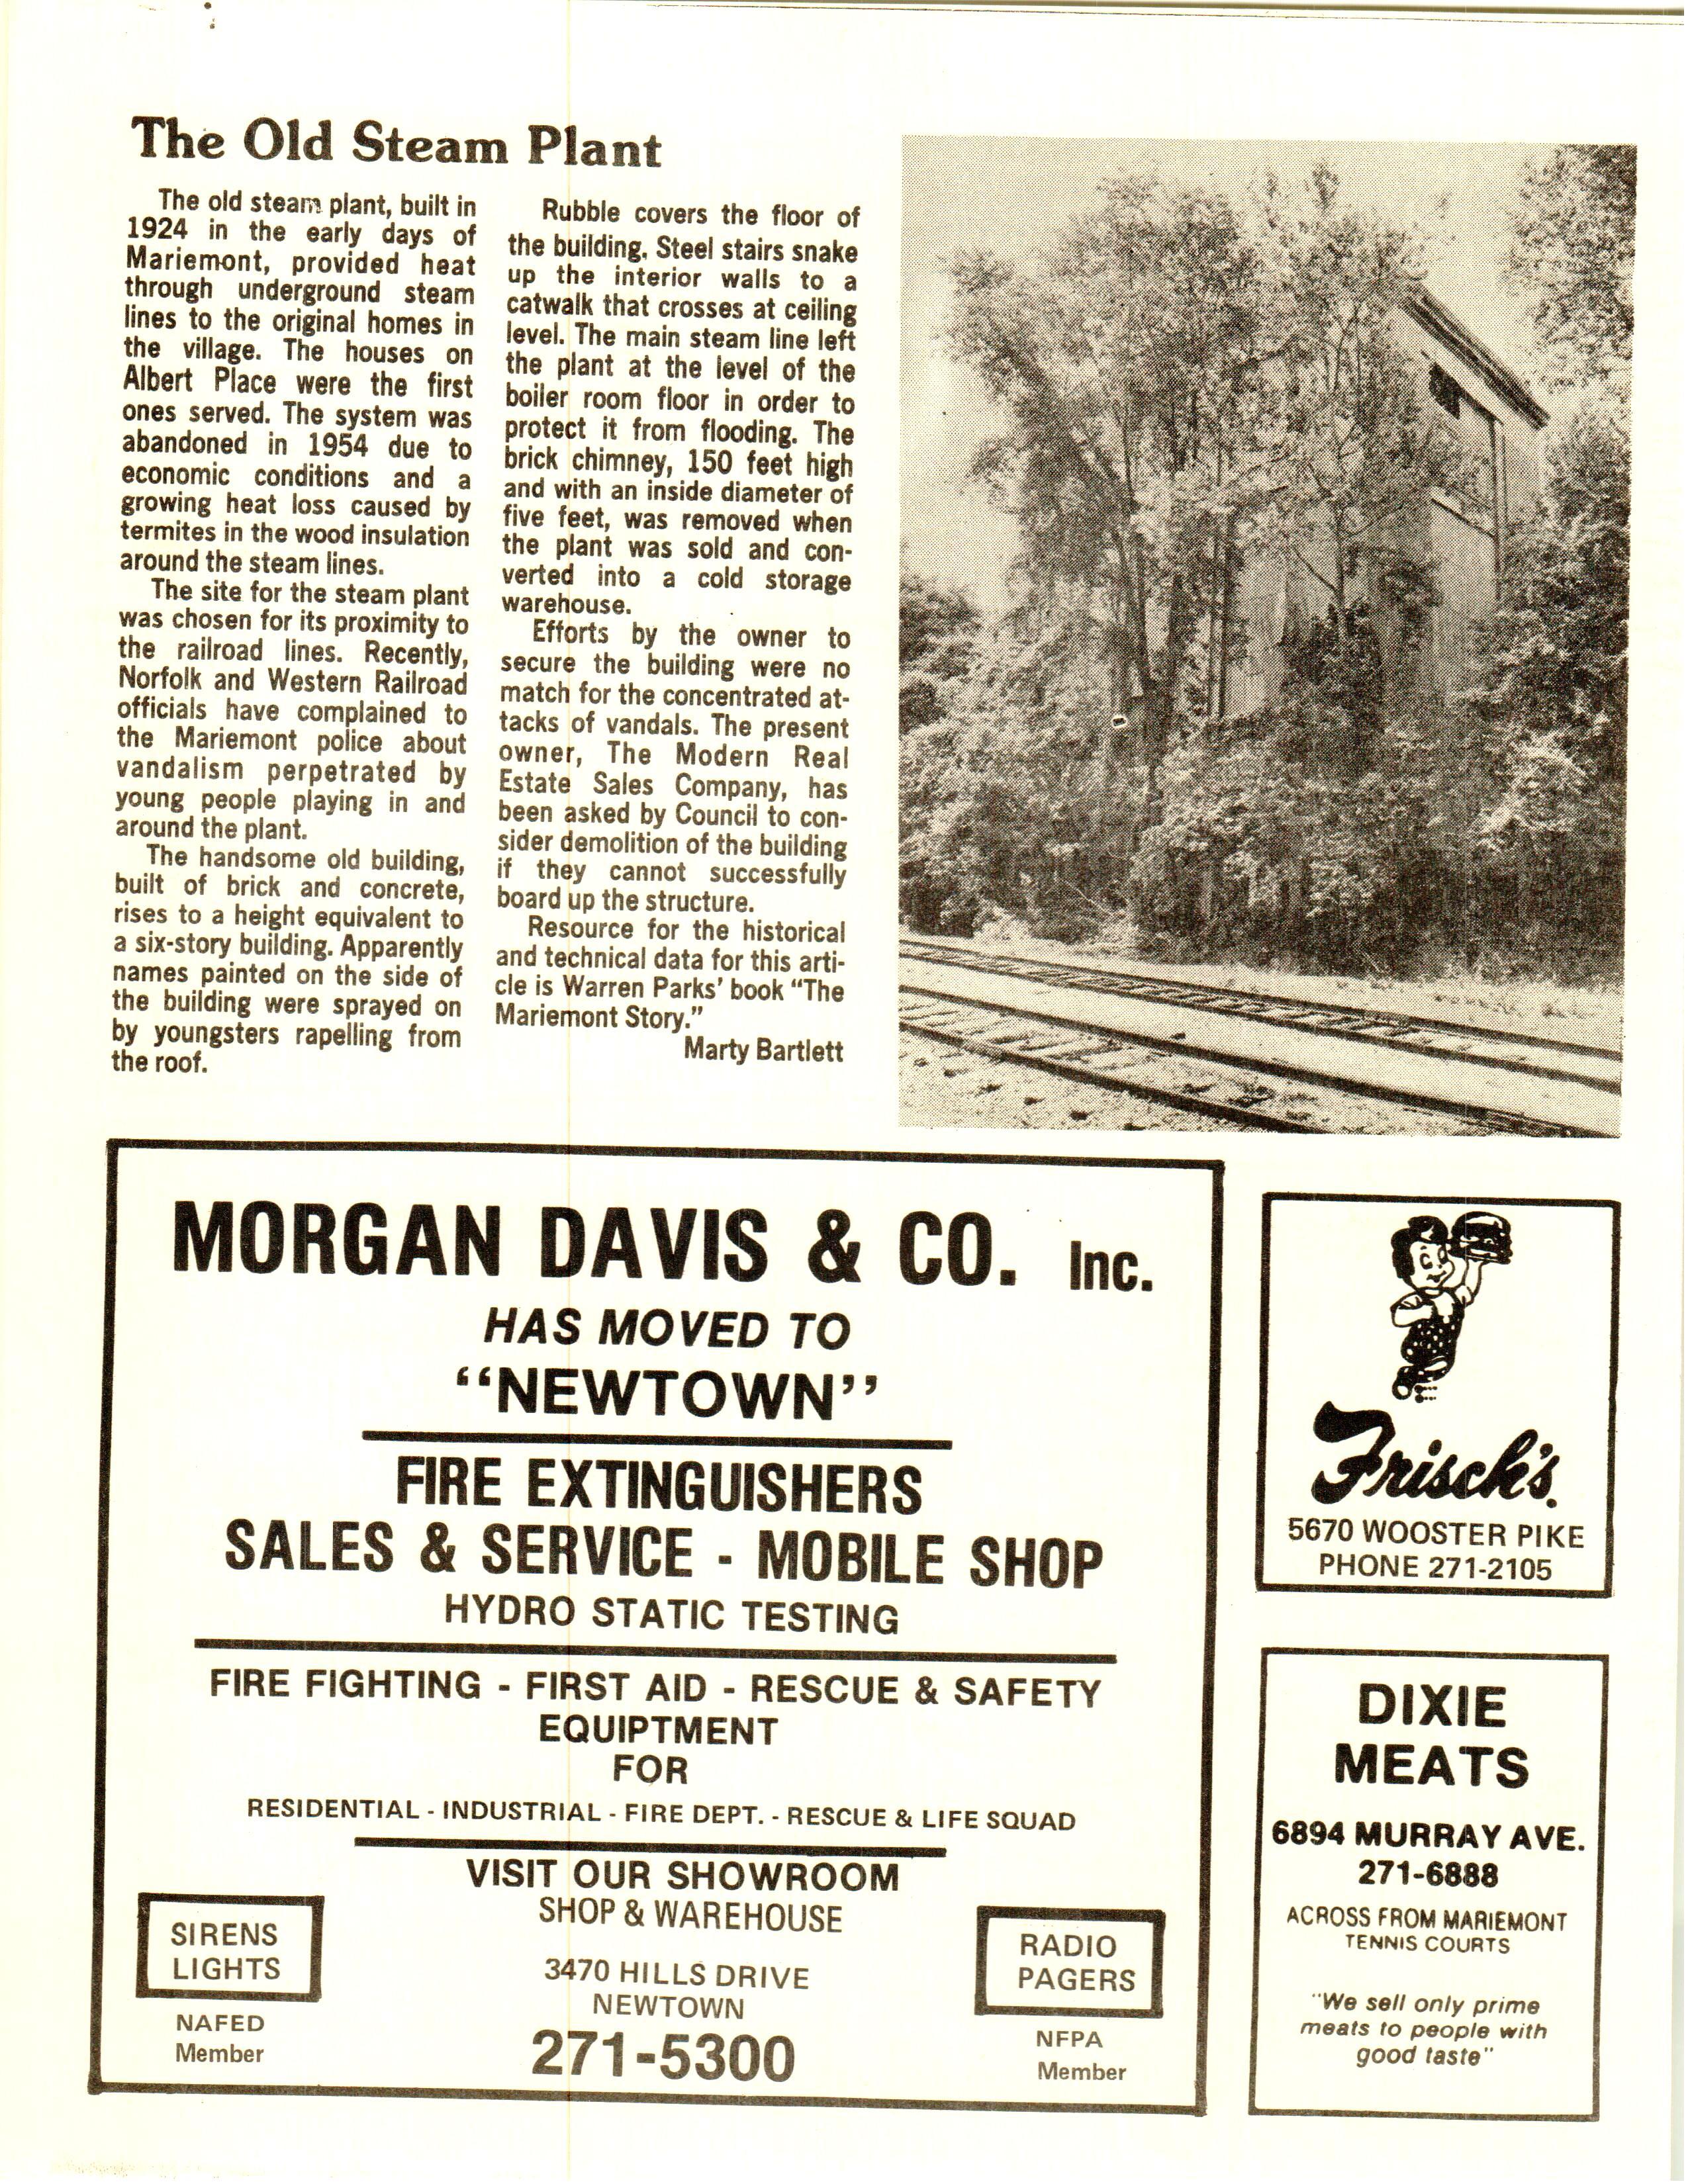 The Old Steam Plant
The old steam plant, built in
1924 in the early days of
Mariemont, provided heat
through underground steam
lines to the original homes in
the village. The houses on
Albert Place were the first
ones served. The system was
abandoned in 1954 due to
economic conditions and a
growing heat loss caused by
termites in the wood insulation
around the steam lines.
The site for the steam plant
was chosen for its proximity to
the railroad lines. Recently,
Norfolk and Western Railroad
officials have complained to
the Mariemont police about
vandalism perpetrated by
young people playing in and
around the plant.
The handsome old building,
built of brick and concrete,
rises to a height equivalent to
a six-story building. Apparently
names painted on the side of
the building were sprayed on
by youngsters rapelling from
the roof.
Rubble covers the floor of
the building. Steel stairs snake
up the interior walls to a
catwalk that crosses at ceiling
level. The main steam line left
the plant at the level of the
boiler room floor in order to
protect it from flooding. The
brick chimney, 150 feet high
and with an inside diameter of
five feet, was removed when
the plant was sold and con-
verted into a cold storage
warehouse.
Efforts by the owner to
secure the building were no
match for the concentrated at-
tacks of vandals. The present
owner, The Modern Real
Estate Sales Company, has
been asked by Council to con-
sider demolition of the building
if they cannot successfully
board up the structure.
Resource for the historical
and technical data for this arti-
cle is Warren Parks' book "The
Mariemont Story."
Marty Bartlett
MORGAN DAVIS & CO. Inc.
HAS MOVED TO
"NEWTOWN"
FIRE EXTINGUISHERS
SALES & SERVICE - MOBILE SHOP
HYDRO STATIC TESTING
FIRE FIGHTING - FIRST AID - RESCUE & SAFETY
EQUIPTMENT
FOR
RESIDENTIAL - INDUSTRIAL - FIRE DEPT. - RESCUE & LIFE SQUAD
VISIT OUR SHOWROOM
SHOP & WAREHOUSE
3470 HILLS DRIVE
NEWTOWN
271-5300
SIRENS
LIGHTS
NAFED
Member
RADIO
PAGERS
NFPA
Member
Frisch's.
5670 WOOSTER PIKE
PHONE 271-2105
DIXIE
MEATS
6894 MURRAY AVE.
271-6888
ACROSS FROM MARIEMONT
TENNIS COURTS
"We sell only prime
meats to people with
good taste"